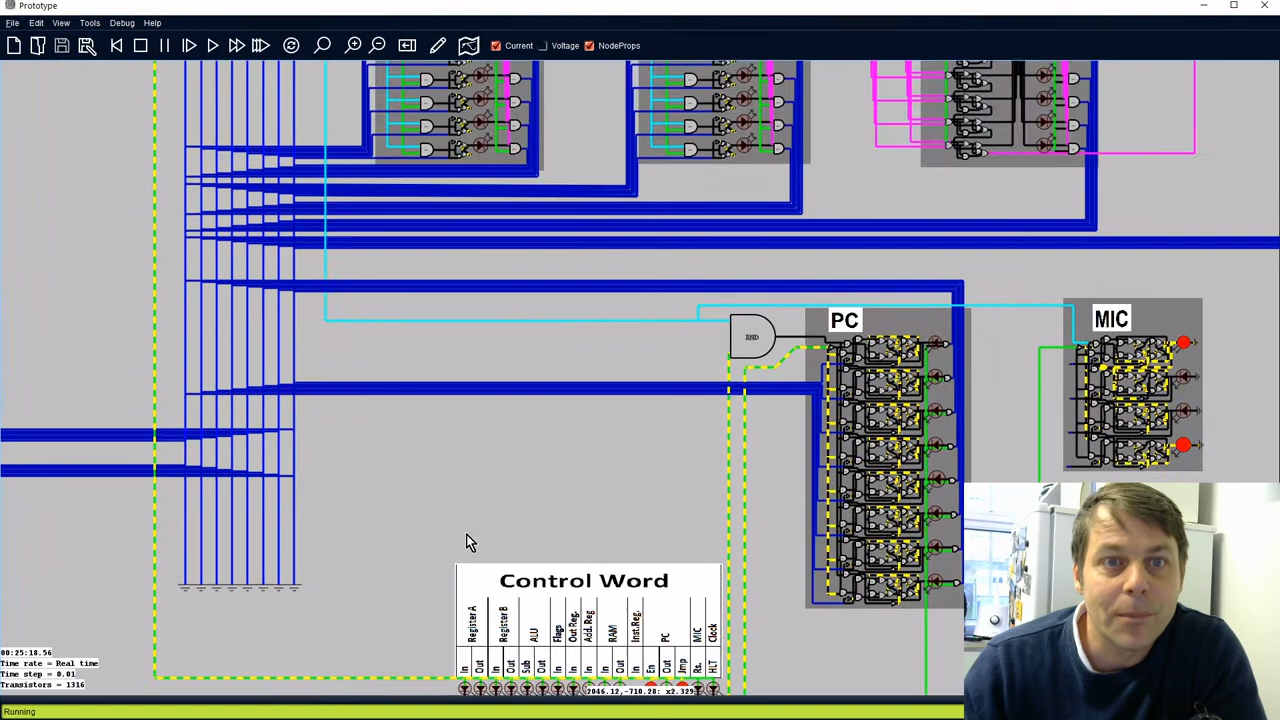 Prototype
File Edit View Tools Debug Help
Current Voltage NodeProps
AND
PC
MIC
Control Word
Register A
Register B
ALU
Flags
Out.Reg.
Add.Reg
RAM
Inst.Reg.
PC
MIC
Clock
In Out In Out Sub Out In In In In Out In En Out Jmp Rs. HLT
00:25:18.56
Time rate = Real time
Time step = 0.01
Transistors = 1316
2046.12,-710.28: x2.329
Running